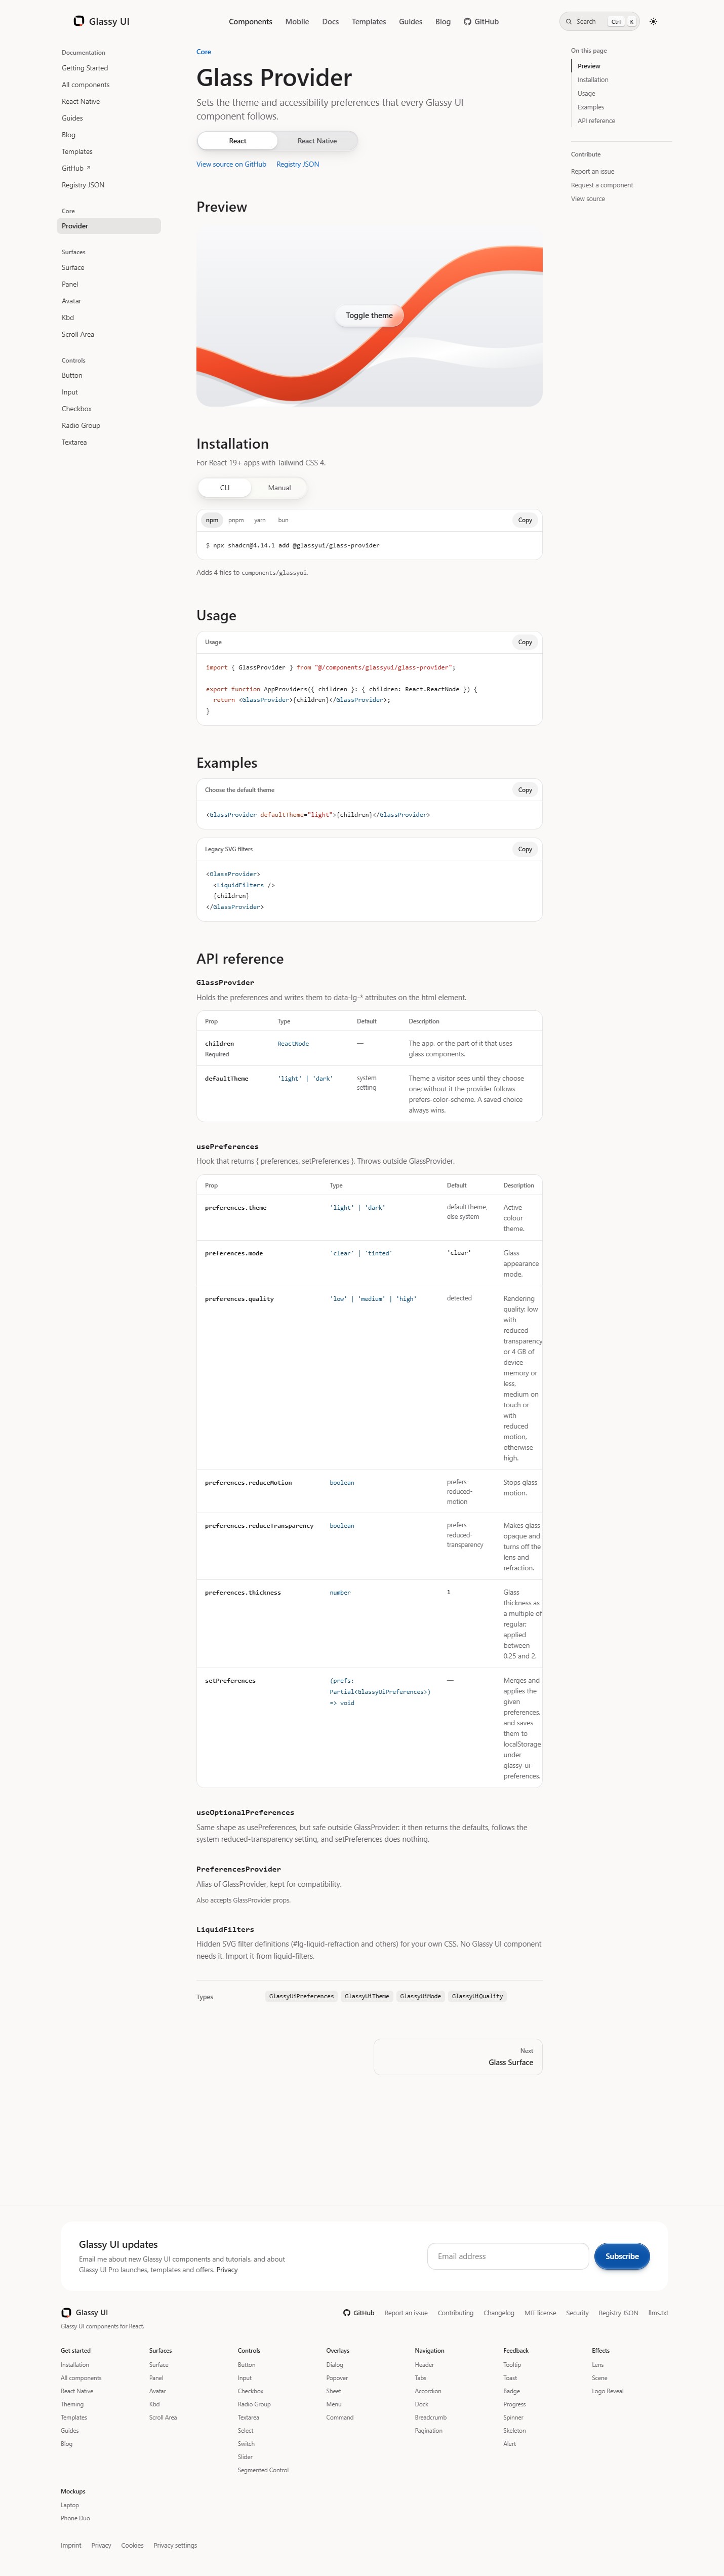 Glassy UI
Components Mobile Docs Templates Guides Blog GitHub
Search Ctrl K
Documentation
Getting Started
All components
React Native
Guides
Blog
Templates
GitHub ↗
Registry JSON
Core
Provider
Surfaces
Surface
Panel
Avatar
Kbd
Scroll Area
Controls
Button
Input
Checkbox
Radio Group
Textarea
Core
Glass Provider
Sets the theme and accessibility preferences that every Glassy UI
component follows.
React React Native
View source on GitHub Registry JSON
On this page
Preview
Installation
Usage
Examples
API reference
Contribute
Report an issue
Request a component
View source
Preview
Toggle theme
Installation
For React 19+ apps with Tailwind CSS 4.
CLI Manual
npm pnpm yarn bun Copy
$ npx shadcn@4.14.1 add @glassyui/glass-provider
Adds 4 files to components/glassyui.
Usage
Usage Copy
import { GlassProvider } from "@/components/glassyui/glass-provider";
export function AppProviders({ children }: { children: React.ReactNode }) {
return <GlassProvider>{children}</GlassProvider>;
}
Examples
Choose the default theme Copy
<GlassProvider defaultTheme="light">{children}</GlassProvider>
Legacy SVG filters Copy
<GlassProvider>
<LiquidFilters />
{children}
</GlassProvider>
API reference
GlassProvider
Holds the preferences and writes them to data-lg-* attributes on the html element.
Prop Type Default Description
children ReactNode — The app, or the part of it that uses
Required glass components.
defaultTheme 'light' | 'dark' system Theme a visitor sees until they choose
setting one; without it the provider follows
prefers-color-scheme. A saved choice
always wins.
usePreferences
Hook that returns { preferences, setPreferences }. Throws outside GlassProvider.
Prop Type Default Description
preferences.theme 'light' | 'dark' defaultTheme, Active
else system colour
theme.
preferences.mode 'clear' | 'tinted' 'clear' Glass
appearance
mode.
preferences.quality 'low' | 'medium' | 'high' detected Rendering
quality: low
with
reduced
transparency
or 4 GB of
device
memory or
less,
medium on
touch or
with
reduced
motion,
otherwise
high.
preferences.reduceMotion boolean prefers- Stops glass
reduced- motion.
motion
preferences.reduceTransparency boolean prefers- Makes glass
reduced- opaque and
transparency turns off the
lens and
refraction.
preferences.thickness number 1 Glass
thickness as
a multiple of
regular;
applied
between
0.25 and 2.
setPreferences (prefs: — Merges and
Partial<GlassyUiPreferences>) applies the
=> void given
preferences,
and saves
them to
localStorage
under
glassy-ui-
preferences.
useOptionalPreferences
Same shape as usePreferences, but safe outside GlassProvider: it then returns the defaults, follows the
system reduced-transparency setting, and setPreferences does nothing.
PreferencesProvider
Alias of GlassProvider, kept for compatibility.
Also accepts GlassProvider props.
LiquidFilters
Hidden SVG filter definitions (#lg-liquid-refraction and others) for your own CSS. No Glassy UI component
needs it. Import it from liquid-filters.
Types GlassyUiPreferences GlassyUiTheme GlassyUiMode GlassyUiQuality
Next
Glass Surface
Glassy UI updates
Email me about new Glassy UI components and tutorials, and about
Glassy UI Pro launches, templates and offers. Privacy
Email address Subscribe
Glassy UI
Glassy UI components for React.
GitHub Report an issue Contributing Changelog MIT license Security Registry JSON llms.txt
Get started
Installation
All components
React Native
Theming
Templates
Guides
Blog
Surfaces
Surface
Panel
Avatar
Kbd
Scroll Area
Controls
Button
Input
Checkbox
Radio Group
Textarea
Select
Switch
Slider
Segmented Control
Overlays
Dialog
Popover
Sheet
Menu
Command
Navigation
Header
Tabs
Accordion
Dock
Breadcrumb
Pagination
Feedback
Tooltip
Toast
Badge
Progress
Spinner
Skeleton
Alert
Effects
Lens
Scene
Logo Reveal
Mockups
Laptop
Phone Duo
Imprint Privacy Cookies Privacy settings